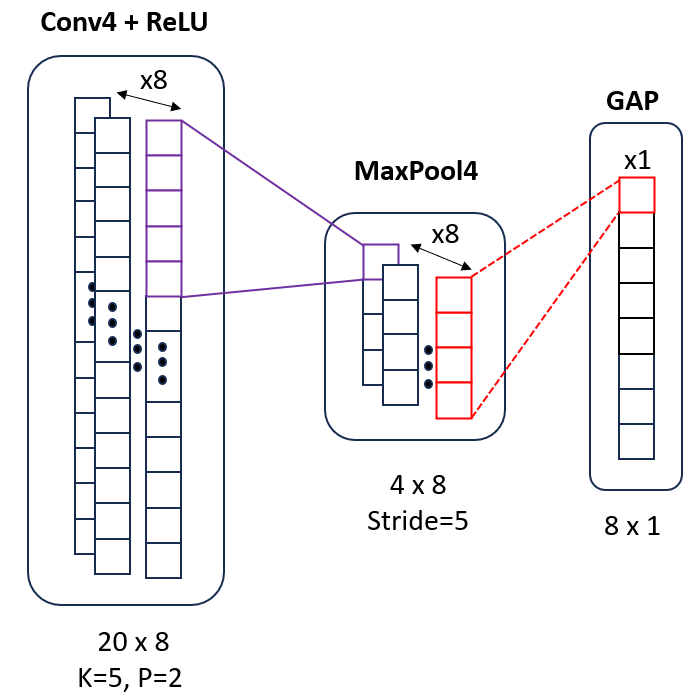 Conv4 + ReLU
x8
20 x 8
K=5, P=2
MaxPool4
x8
4 x 8
Stride=5
GAP
x1
8 x 1